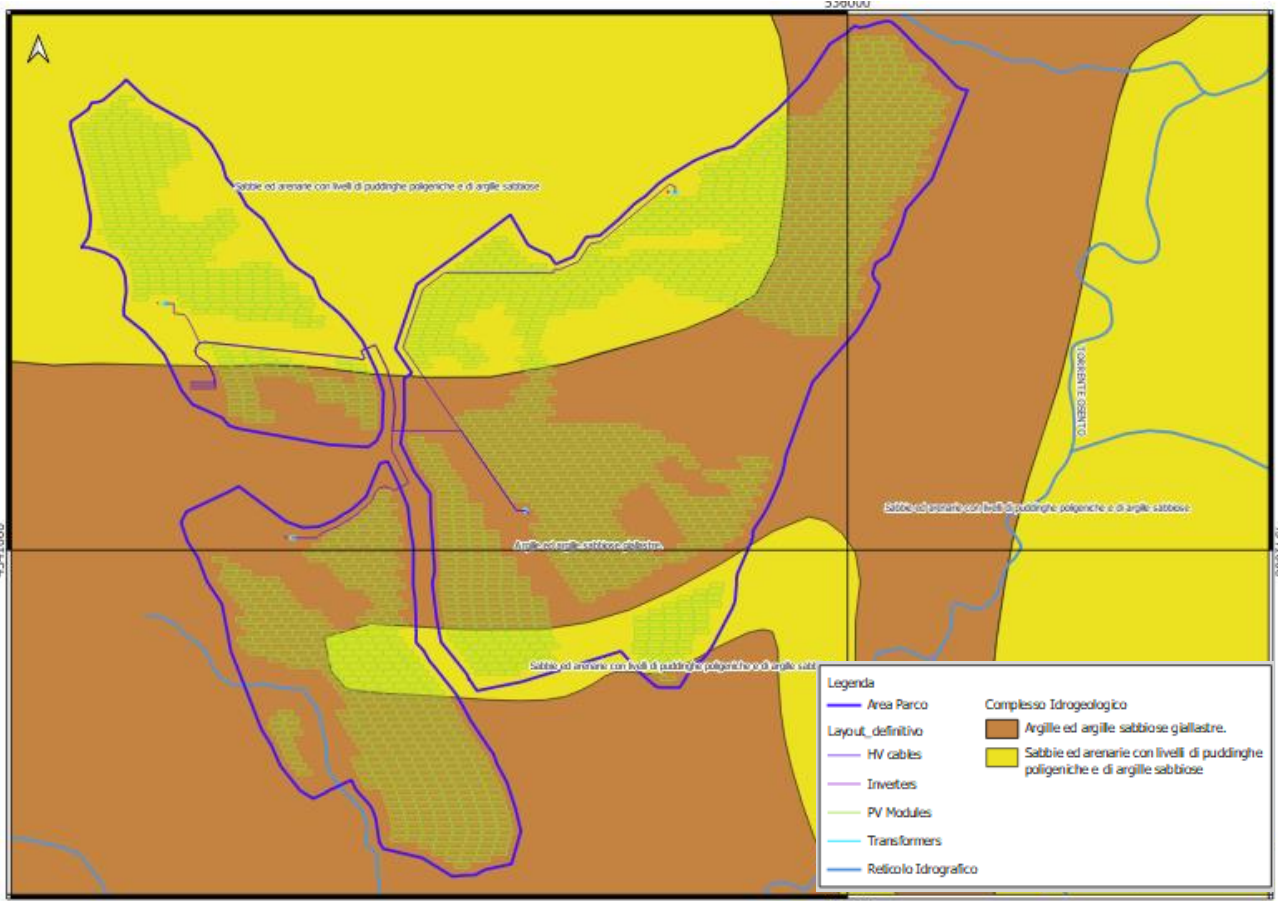 536000
Sabbie ed arenarie con livelli di puddinghe poligeniche e di argille sabbiose
TORRENTE OSENTO
Sabbie ed arenarie con livelli di puddinghe poligeniche e di argille sabbiose
Argille ed argille sabbiose giallastre.
Sabbie ed arenarie con livelli di puddinghe poligeniche e di argille sabb
Legenda
Area Parco
Layout_definitivo
HV cables
Inverters
PV Modules
Transformers
Reticolo Idrografico
Complesso Idrogeologico
Argille ed argille sabbiose giallastre.
Sabbie ed arenarie con livelli di puddinghe
poligeniche e di argille sabbiose